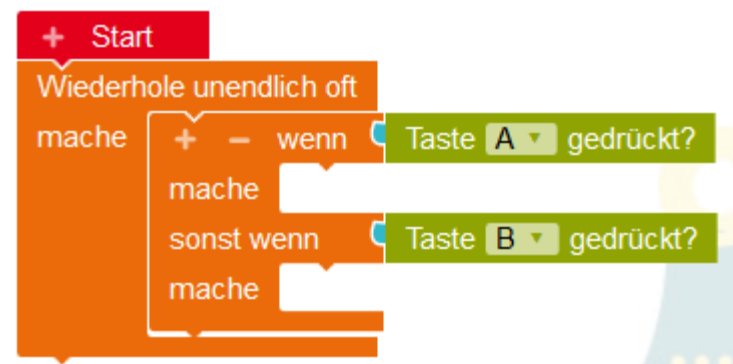 + Start
Wiederhole unendlich oft
mache + − wenn Taste A gedrückt?
mache
sonst wenn Taste B gedrückt?
mache